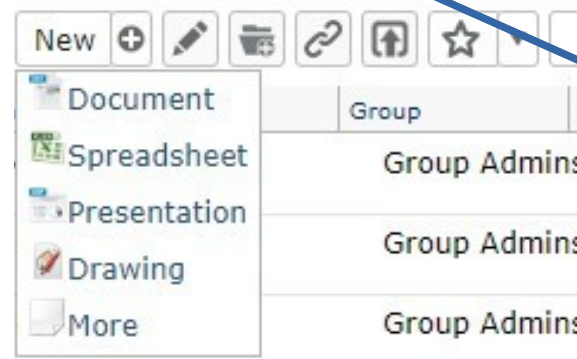 New
Document
Group
Spreadsheet
Group Admins
Presentation
Group Admins
Drawing
More
Group Admins